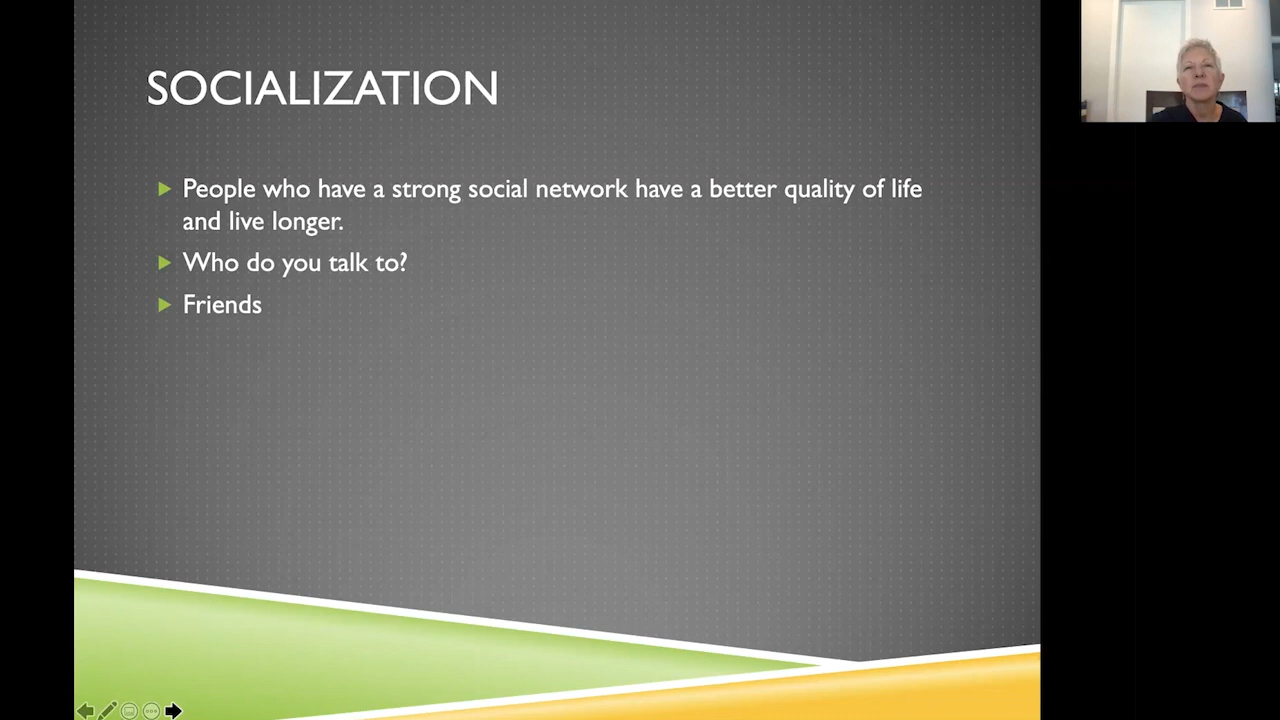 SOCIALIZATION
People who have a strong social network have a better quality of life
and live longer.
Who do you talk to?
Friends